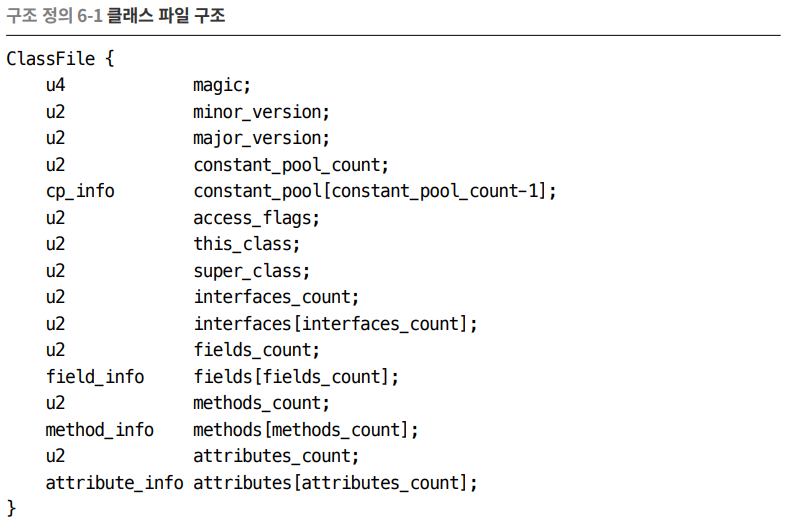 구조 정의 6-1 클래스 파일 구조
ClassFile {
    u4             magic;
    u2             minor_version;
    u2             major_version;
    u2             constant_pool_count;
    cp_info        constant_pool[constant_pool_count-1];
    u2             access_flags;
    u2             this_class;
    u2             super_class;
    u2             interfaces_count;
    u2             interfaces[interfaces_count];
    u2             fields_count;
    field_info     fields[fields_count];
    u2             methods_count;
    method_info    methods[methods_count];
    u2             attributes_count;
    attribute_info attributes[attributes_count];
}